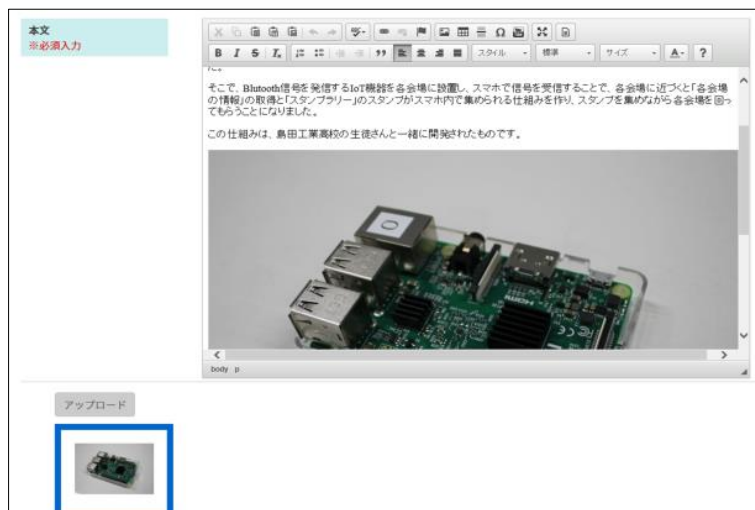 本文
※必須入力
B I S Ix
スタイル 標準 サイズ A ?
そこで、Blutooth信号を発信するIoT機器を各会場に設置し、スマホで信号を受信することで、各会場に近づくと「各会場
の情報」の取得と「スタンプラリー」のスタンプがスマホ内で集められる仕組みを作り、スタンプを集めながら各会場を回っ
てもらうことになりました。
この仕組みは、島田工業高校の生徒さんと一緒に開発されたものです。
HDMI
body p
アップロード